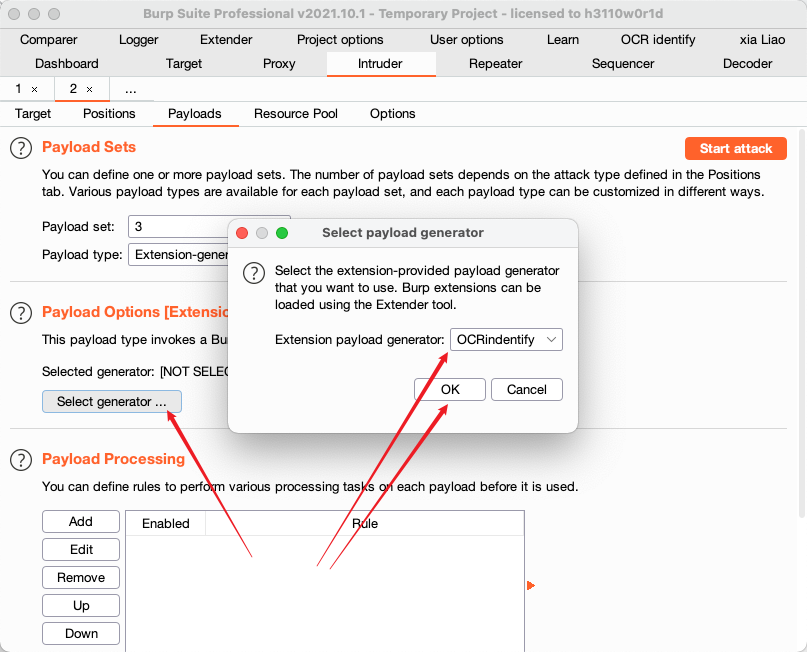 Burp Suite Professional v2021.10.1 - Temporary Project - licensed to h3110w0r1d
Comparer Logger Extender Project options User options Learn OCR identify xia Liao
Dashboard Target Proxy Intruder Repeater Sequencer Decoder
1 × 2 × ...
Target Positions Payloads Resource Pool Options
? Payload Sets
Start attack
You can define one or more payload sets. The number of payload sets depends on the attack type defined in the Positions
tab. Various payload types are available for each payload set, and each payload type can be customized in different ways.
Payload set: 3
Payload type: Extension-gener
? Payload Options [Extensio
This payload type invokes a Bu
Selected generator: [NOT SELEC
Select generator ...
Select payload generator
? Select the extension-provided payload generator
that you want to use. Burp extensions can be
loaded using the Extender tool.
Extension payload generator: OCRindentify
OK Cancel
? Payload Processing
You can define rules to perform various processing tasks on each payload before it is used.
Add
Edit
Remove
Up
Down
Enabled Rule